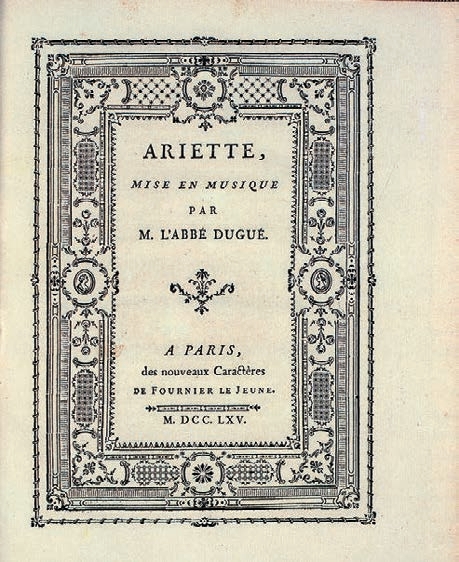 ARIETTE,
MISE EN MUSIQUE
PAR
M. L'ABBÉ DUGUÉ.
A PARIS,
des nouveaux Caractères
DE FOURNIER LE JEUNE.
M. DCC. LXV.